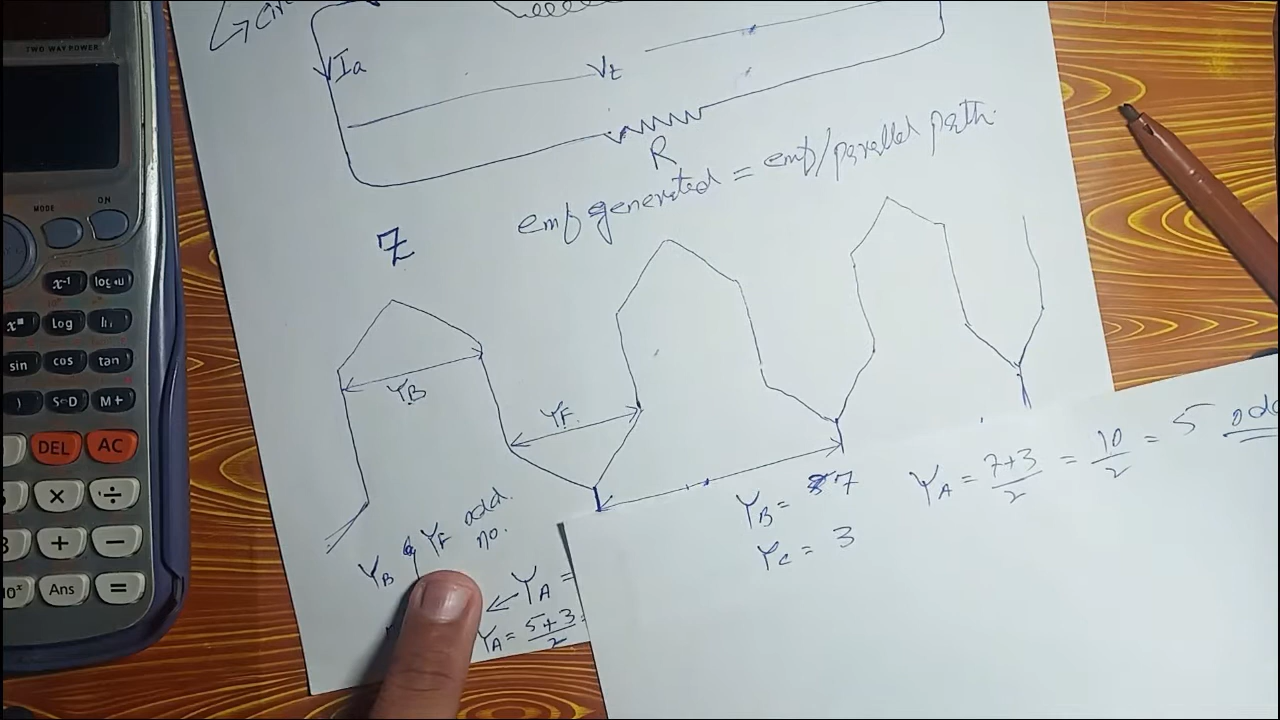 TWO WAY POWER
Ia
Vt
R
emf generated = emf/parallel path.
Z
MODE
ON
x⁻¹
log
sin
cos
tan
)
S⇔D
M+
DEL
AC
×
÷
+
−
Ans
=
YB
YF
YB & YF odd
no.
YA =
YA = 5+3/2 =
YB = 7
YC = 3
YA = 7+3/2 = 10/2 = 5 odd